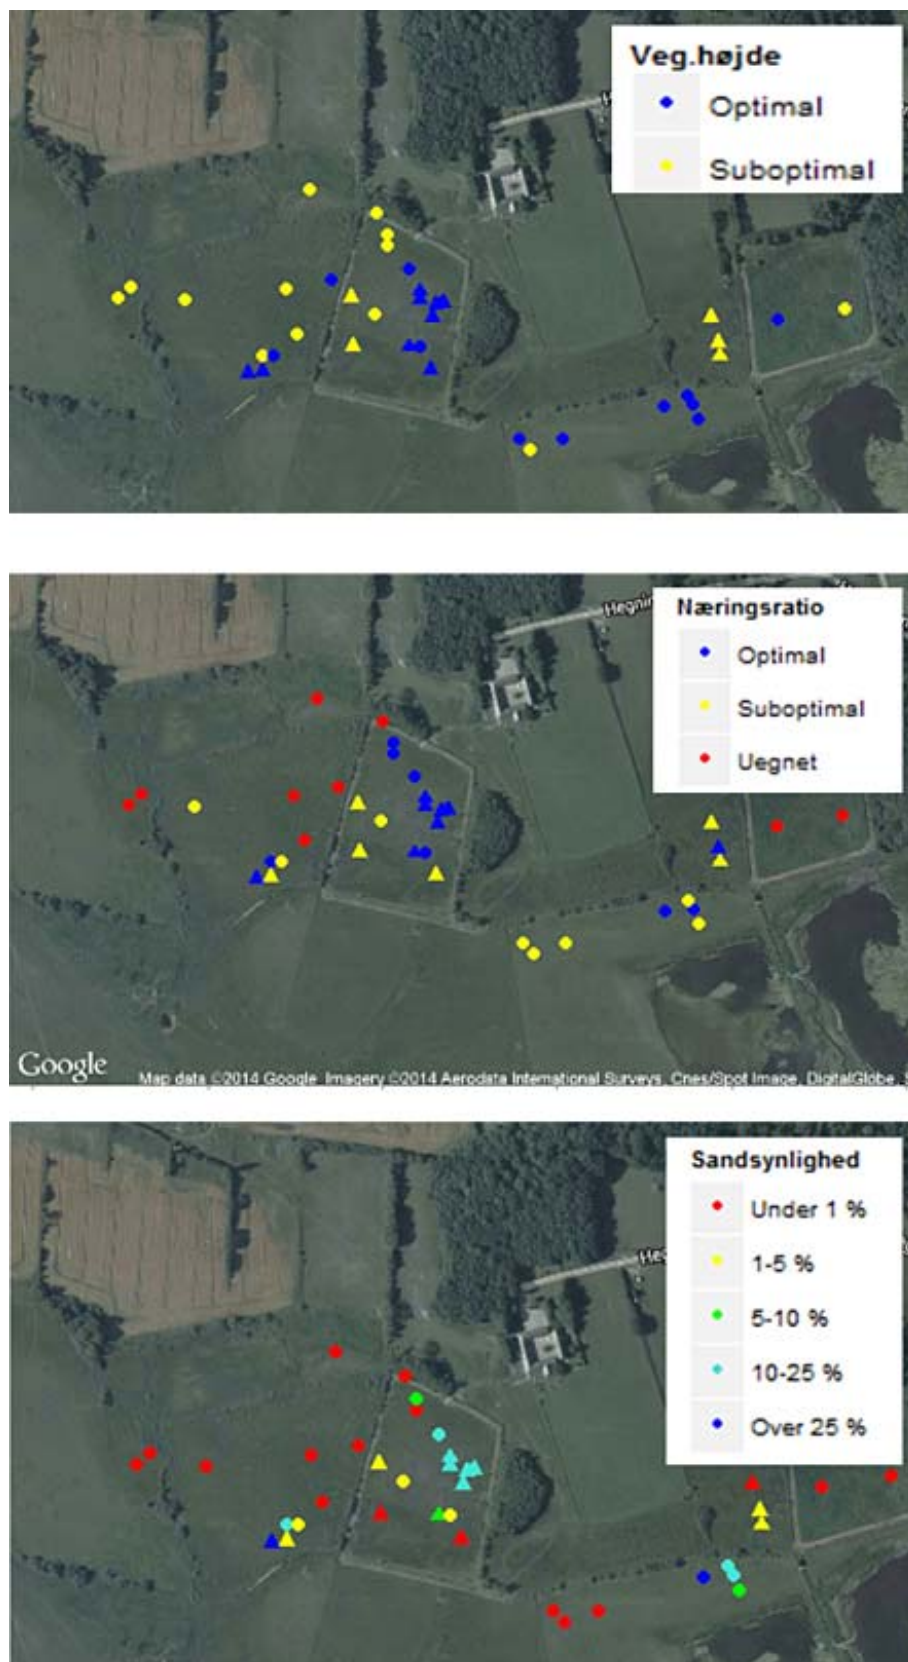 Veg.højde
Optimal
Suboptimal
Næringsratio
Optimal
Suboptimal
Uegnet
Google
Map data ©2014 Google Imagery ©2014 Aerodata International Surveys, Cnes/Spot Image, DigitalGlobe
Sandsynlighed
Under 1 %
1-5 %
5-10 %
10-25 %
Over 25 %